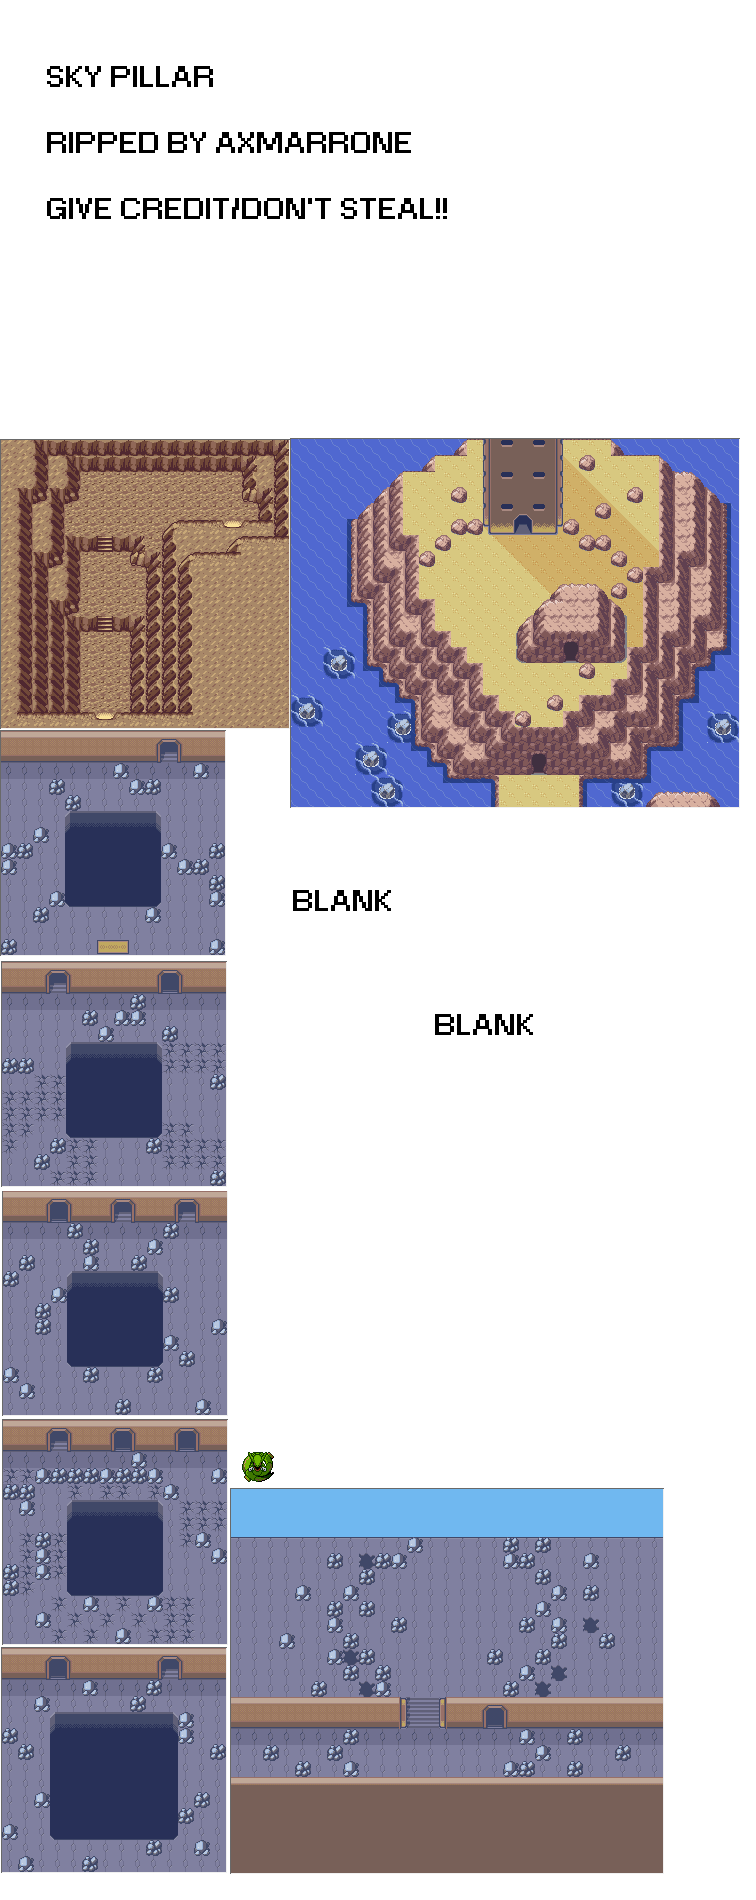 SKY PILLAR
RIPPED BY AXMARRONE
GIVE CREDIT/DON'T STEAL!!
BLANK
BLANK